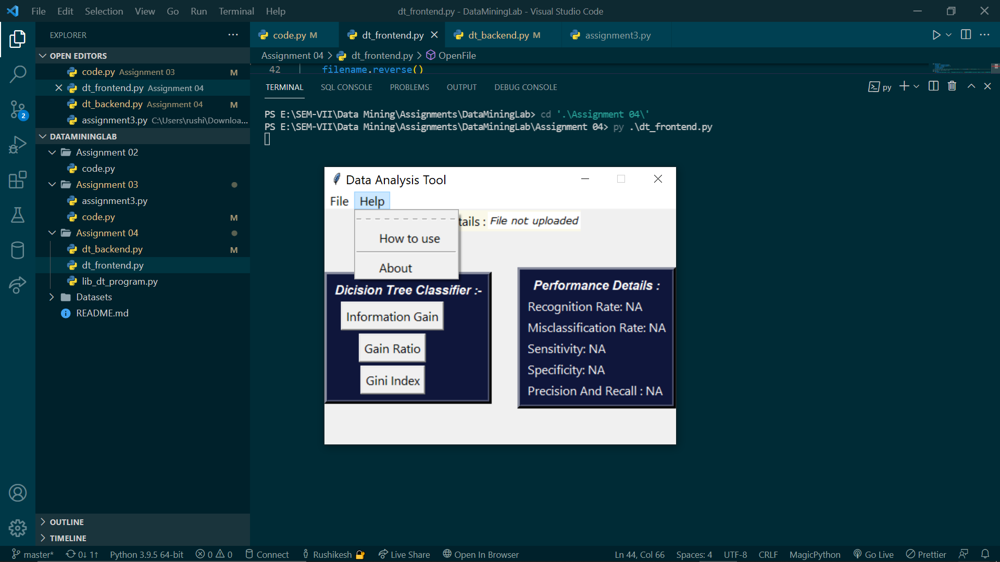 File Edit Selection View Go Run Terminal Help
dt_frontend.py - DataMiningLab - Visual Studio Code
EXPLORER
OPEN EDITORS
code.py Assignment 03 M
dt_frontend.py Assignment 04
dt_backend.py Assignment 04 M
assignment3.py C:\Users\rushi\Downloa...
DATAMININGLAB
Assignment 02
code.py
Assignment 03
assignment3.py
code.py M
Assignment 04
dt_backend.py M
dt_frontend.py
lib_dt_program.py
Datasets
README.md
OUTLINE
TIMELINE
2
code.py M dt_frontend.py dt_backend.py M assignment3.py
Assignment 04 > dt_frontend.py > OpenFile
42 filename.reverse()
TERMINAL SQL CONSOLE PROBLEMS OUTPUT DEBUG CONSOLE
py
PS E:\SEM-VII\Data Mining\Assignments\DataMiningLab> cd '.\Assignment 04\'
PS E:\SEM-VII\Data Mining\Assignments\DataMiningLab\Assignment 04> py .\dt_frontend.py
Data Analysis Tool
File Help
tails : File not uploaded
How to use
About
Dicision Tree Classifier :-
Information Gain
Gain Ratio
Gini Index
Performance Details :
Recognition Rate: NA
Misclassification Rate: NA
Sensitivity: NA
Specificity: NA
Precision And Recall : NA
master* 0↓ 1↑ Python 3.9.5 64-bit 0 0 Connect Rushikesh Live Share Open In Browser Ln 44, Col 66 Spaces: 4 UTF-8 CRLF MagicPython Go Live Prettier